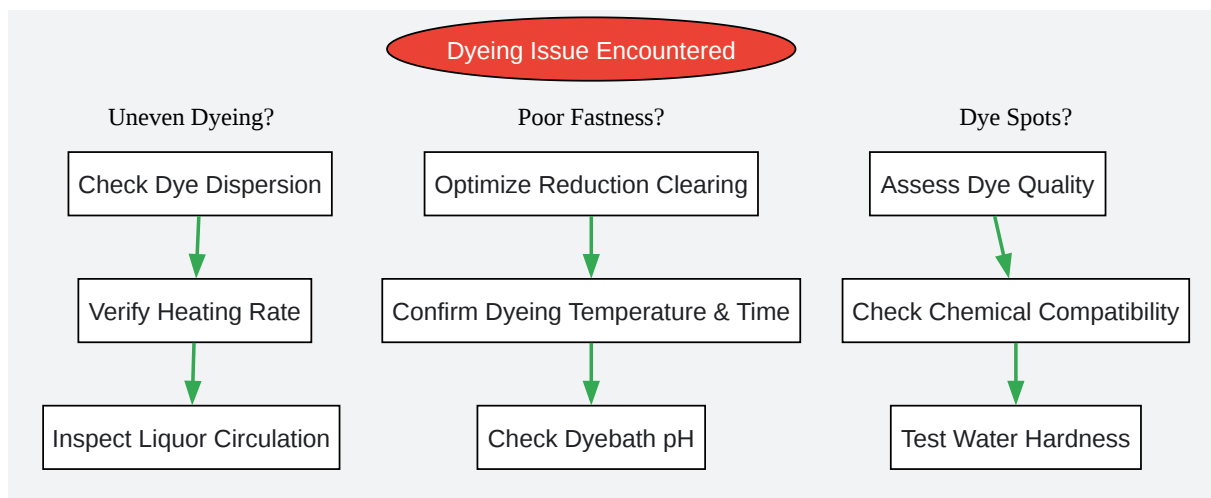 Dyeing Issue Encountered
Uneven Dyeing?
Poor Fastness?
Dye Spots?
Check Dye Dispersion
Optimize Reduction Clearing
Assess Dye Quality
Verify Heating Rate
Confirm Dyeing Temperature & Time
Check Chemical Compatibility
Inspect Liquor Circulation
Check Dyebath pH
Test Water Hardness